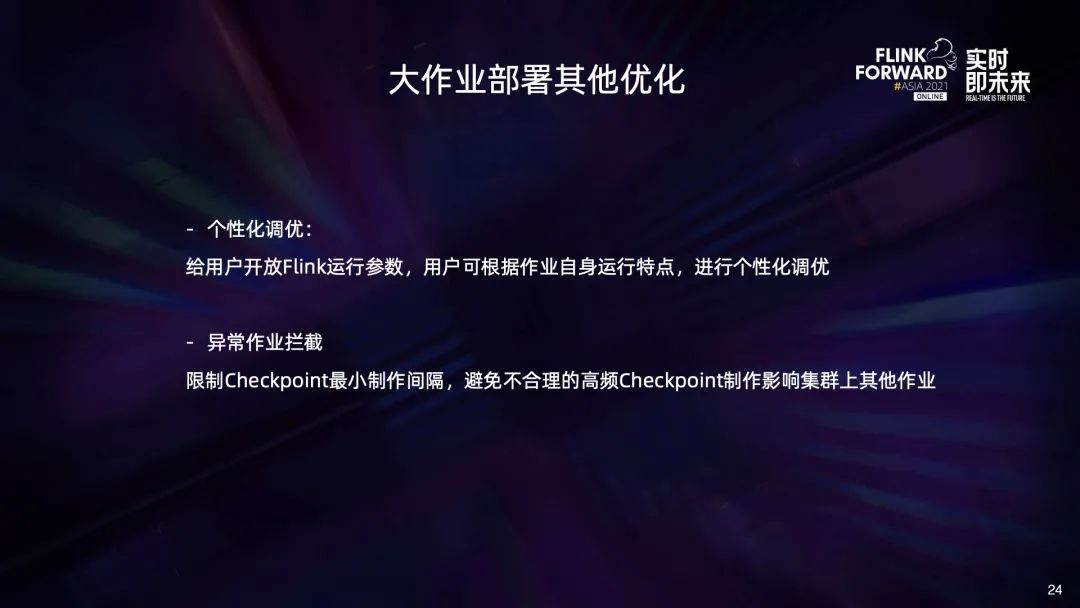 大作业部署其他优化
FLINK
FORWARD
#ASIA 2021
ONLINE
实时
即未来
REAL-TIME IS THE FUTURE
- 个性化调优：
给用户开放Flink运行参数，用户可根据作业自身运行特点，进行个性化调优
- 异常作业拦截
限制Checkpoint最小制作间隔，避免不合理的高频Checkpoint制作影响集群上其他作业
24